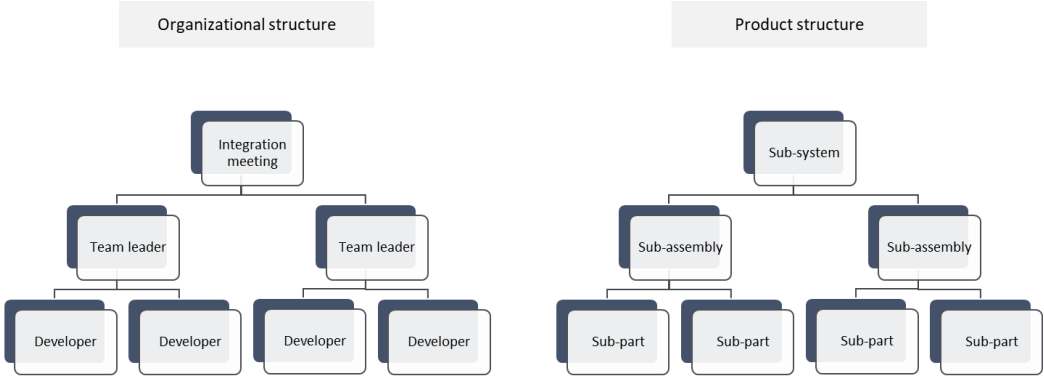 Organizational structure
Product structure
Integration
meeting
Sub-system
Team leader
Team leader
Sub-assembly
Sub-assembly
Developer
Developer
Developer
Developer
Sub-part
Sub-part
Sub-part
Sub-part